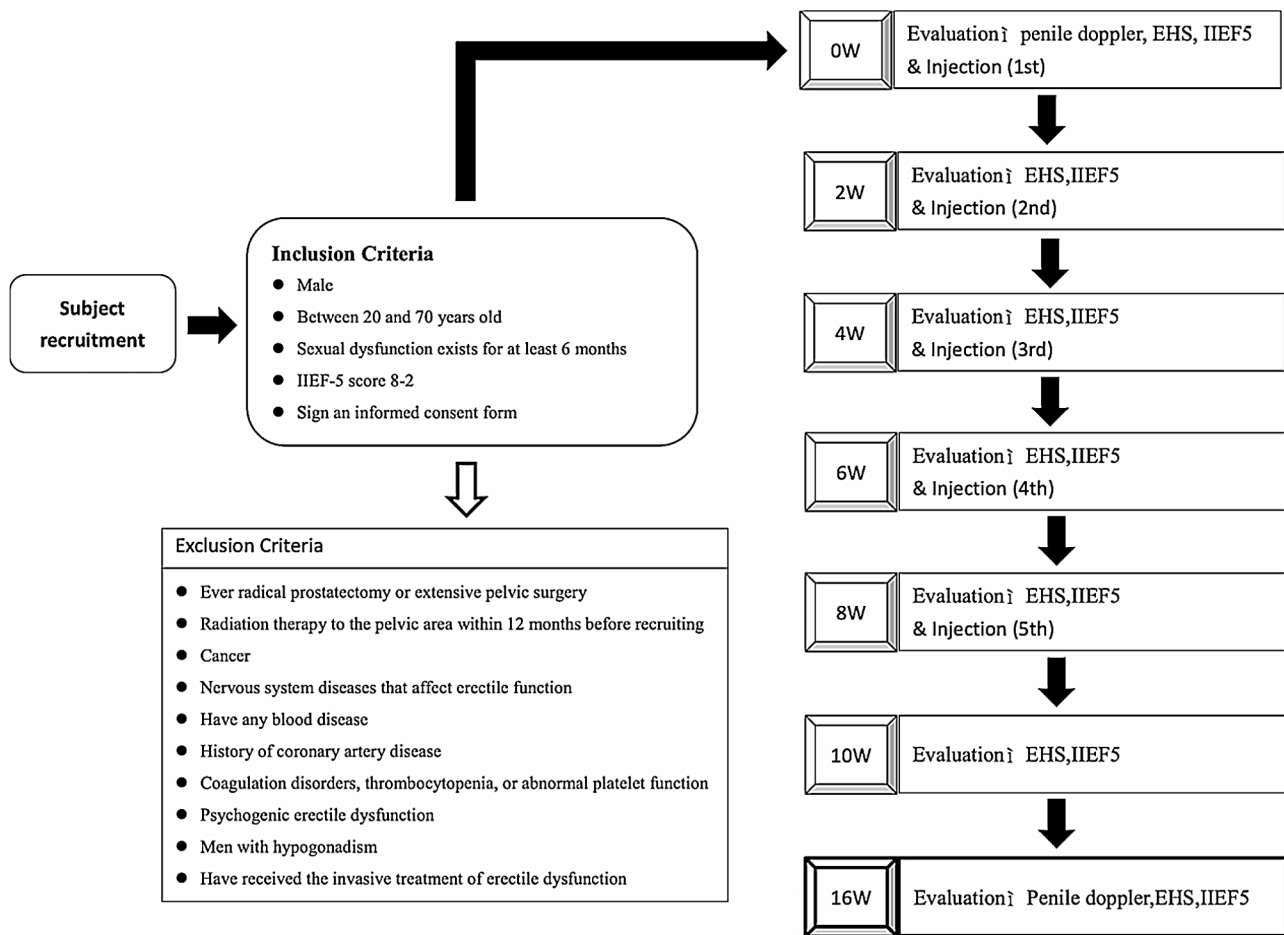 Subject
recruitment
Inclusion Criteria
● Male
● Between 20 and 70 years old
● Sexual dysfunction exists for at least 6 months
● IIEF-5 score 8-2
● Sign an informed consent form
Exclusion Criteria
● Ever radical prostatectomy or extensive pelvic surgery
● Radiation therapy to the pelvic area within 12 months before recruiting
● Cancer
● Nervous system diseases that affect erectile function
● Have any blood disease
● History of coronary artery disease
● Coagulation disorders, thrombocytopenia, or abnormal platelet function
● Psychogenic erectile dysfunction
● Men with hypogonadism
● Have received the invasive treatment of erectile dysfunction
0W
Evaluationì penile doppler, EHS, IIEF5
& Injection (1st)
2W
Evaluationì EHS,IIEF5
& Injection (2nd)
4W
Evaluationì EHS,IIEF5
& Injection (3rd)
6W
Evaluationì EHS,IIEF5
& Injection (4th)
8W
Evaluationì EHS,IIEF5
& Injection (5th)
10W
Evaluationì EHS,IIEF5
16W
Evaluationì Penile doppler,EHS,IIEF5